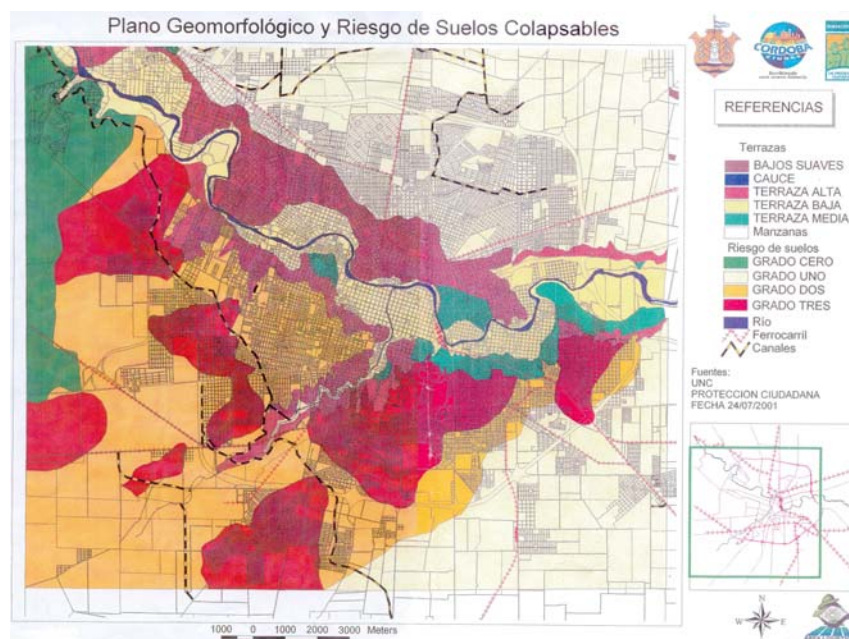 Plano Geomorfológico y Riesgo de Suelos Colapsables
CORDOBA
REFERENCIAS
Terrazas
BAJOS SUAVES
CAUCE
TERRAZA ALTA
TERRAZA BAJA
TERRAZA MEDIA
Manzanas
Riesgo de suelos
GRADO CERO
GRADO UNO
GRADO DOS
GRADO TRES
Río
Ferrocarril
Canales
Fuentes:
UNC
PROTECCION CIUDADANA
FECHA 24/07/2001
N
W E
S
1000 0 1000 2000 3000 Meters